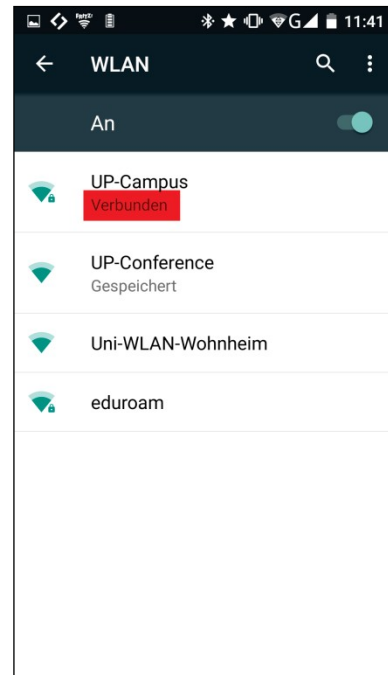 G 11:41
WLAN
An
UP-Campus
Verbunden
UP-Conference
Gespeichert
Uni-WLAN-Wohnheim
eduroam